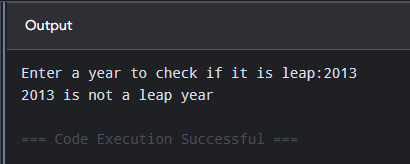 Output
Enter a year to check if it is leap:2013
2013 is not a leap year
=== Code Execution Successful ===